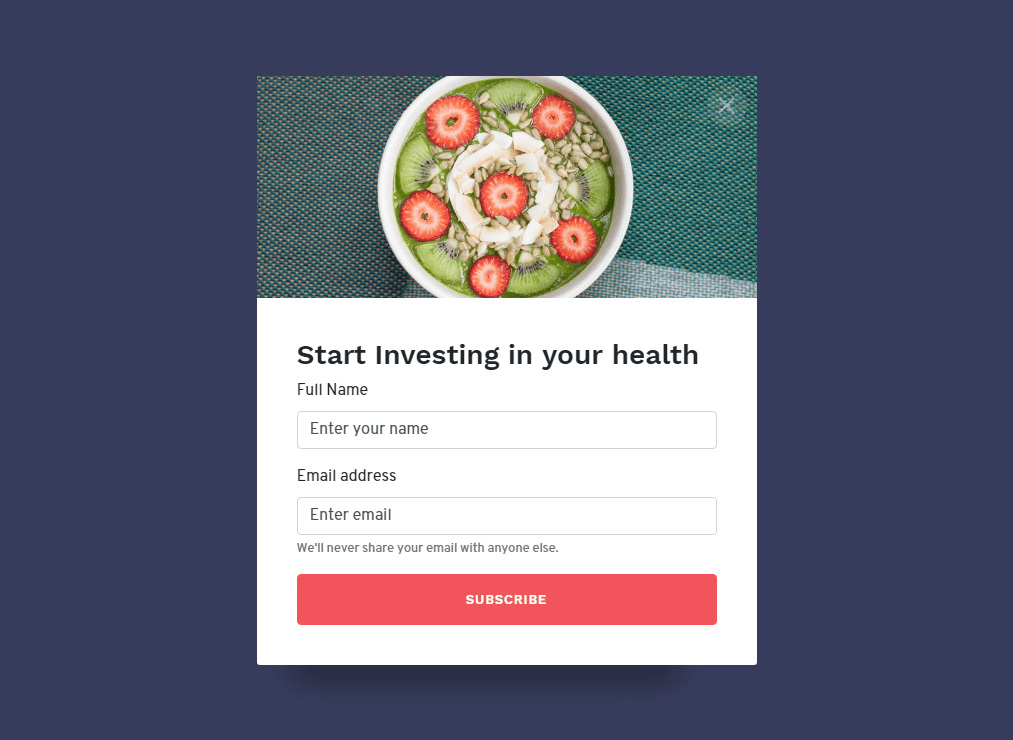 Start Investing in your health
Full Name
Enter your name
Email address
Enter email
We'll never share your email with anyone else.
SUBSCRIBE